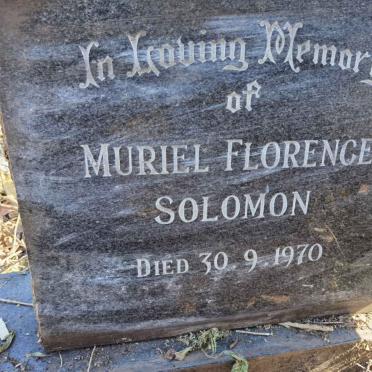 In Loving Memory
of
MURIEL FLORENCE
SOLOMON
DIED 30.9.1970